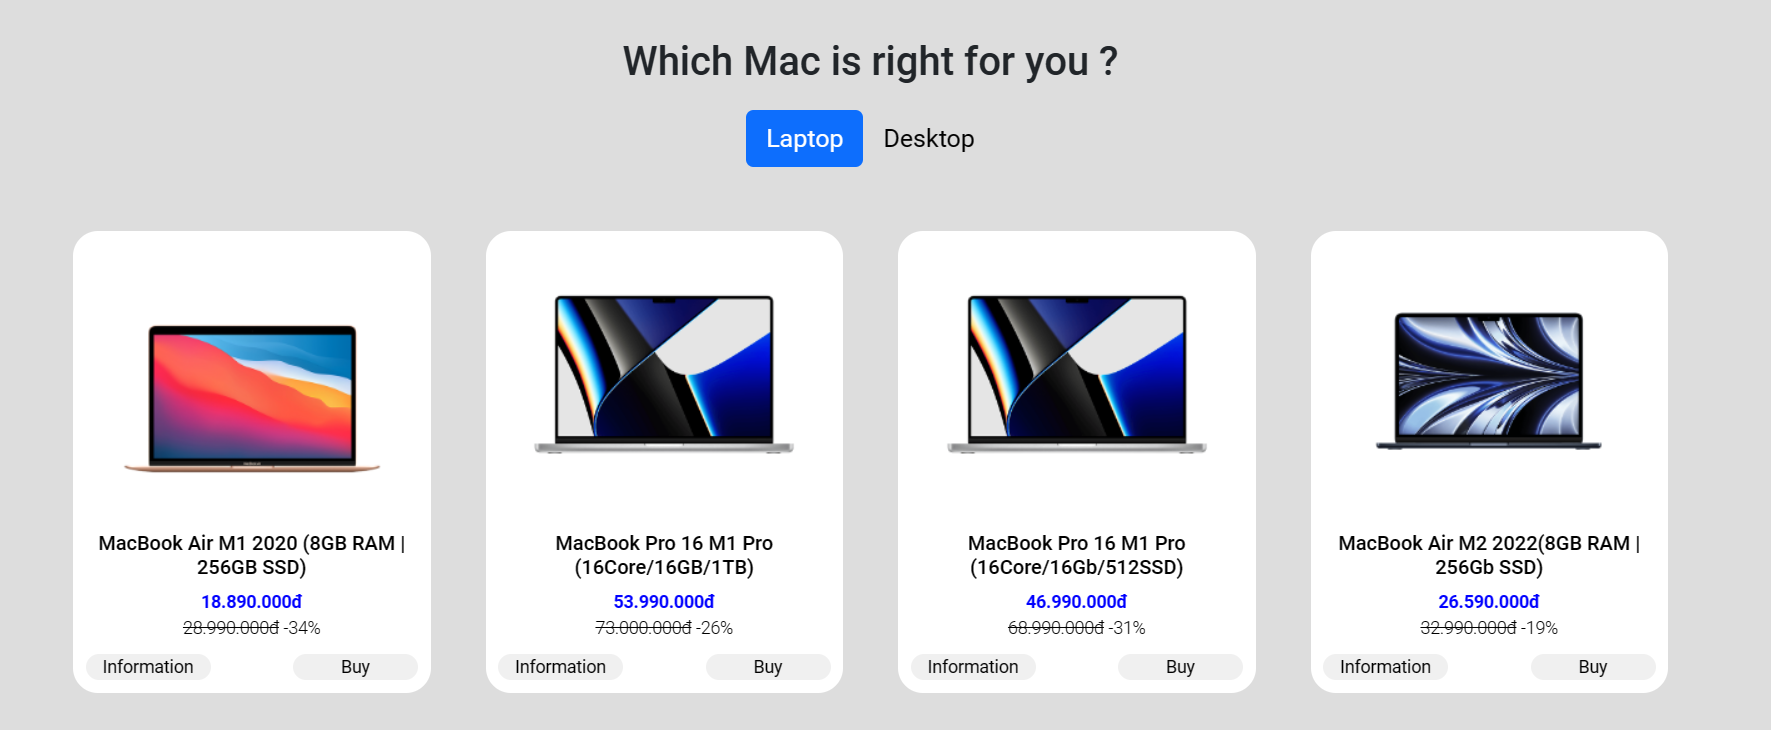 Which Mac is right for you ?
Laptop Desktop
MacBook Air M1 2020 (8GB RAM |
256GB SSD)
18.890.000đ
28.990.000đ -34%
Information Buy
MacBook Pro 16 M1 Pro
(16Core/16GB/1TB)
53.990.000đ
73.000.000đ -26%
Information Buy
MacBook Pro 16 M1 Pro
(16Core/16Gb/512SSD)
46.990.000đ
68.990.000đ -31%
Information Buy
MacBook Air M2 2022(8GB RAM |
256Gb SSD)
26.590.000đ
32.990.000đ -19%
Information Buy